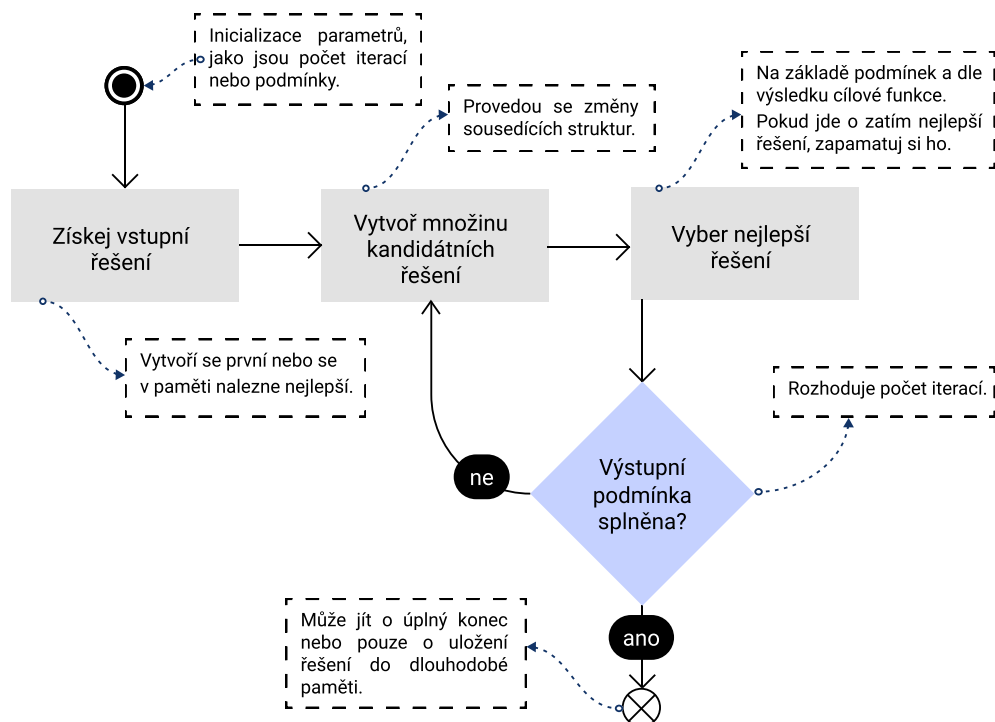 Inicializace parametrů,
jako jsou počet iterací
nebo podmínky.
Provedou se změny
sousedících struktur.
Na základě podmínek a dle
výsledku cílové funkce.
Pokud jde o zatím nejlepší
řešení, zapamatuj si ho.
Získej vstupní
řešení
Vytvoř množinu
kandidátních
řešení
Vyber nejlepší
řešení
Vytvoří se první nebo se
v paměti nalezne nejlepší.
Rozhoduje počet iterací.
ne
Výstupní
podmínka
splněna?
Může jít o úplný konec
nebo pouze o uložení
řešení do dlouhodobé
paměti.
ano